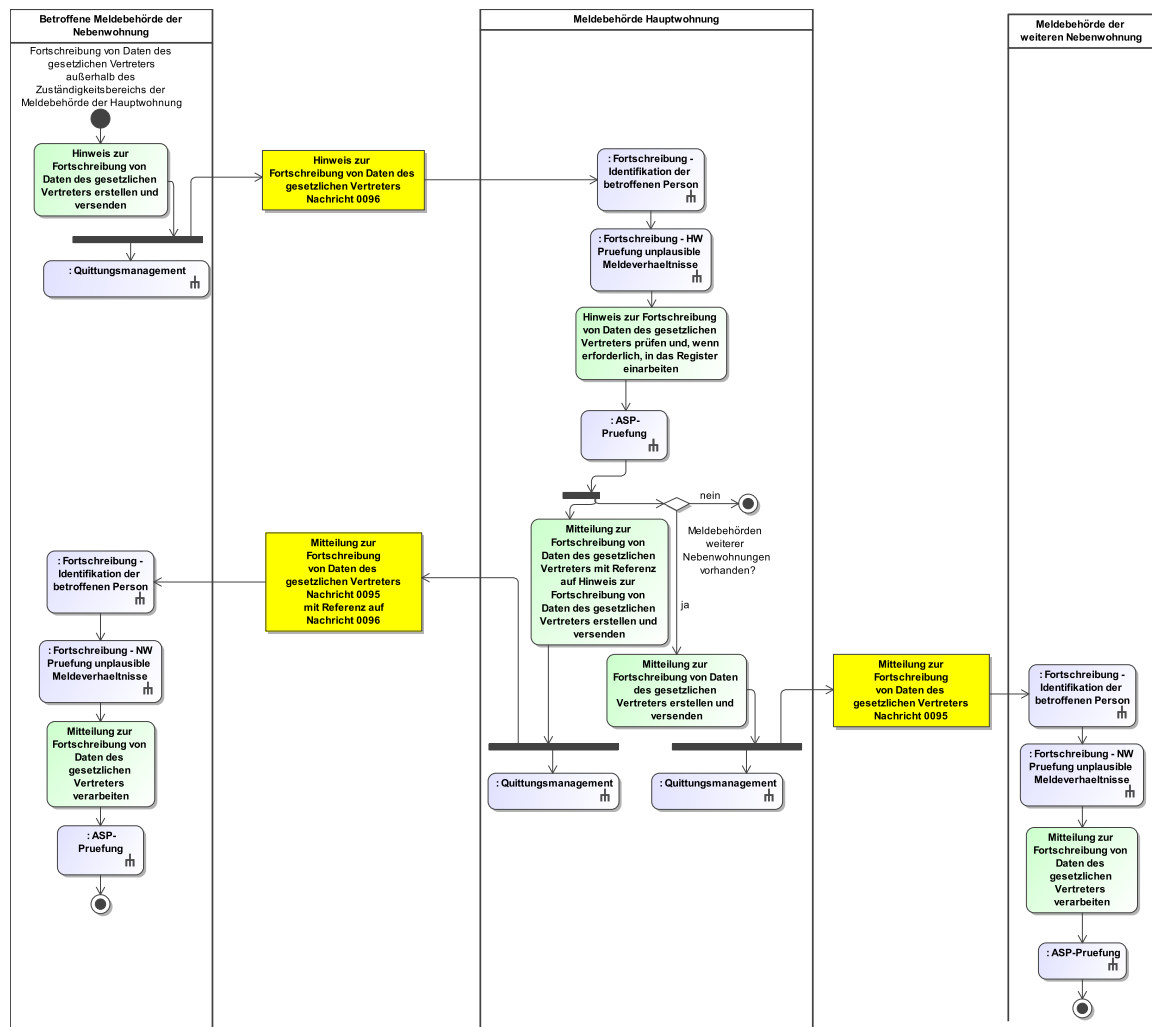 Betroffene Meldebehörde der
Nebenwohnung
Fortschreibung von Daten des
gesetzlichen Vertreters
außerhalb des
Zuständigkeitsbereichs der
Meldebehörde der Hauptwohnung
Hinweis zur
Fortschreibung von
Daten des gesetzlichen
Vertreters erstellen und
versenden
: Quittungsmanagement
Hinweis zur
Fortschreibung von Daten des
gesetzlichen Vertreters
Nachricht 0096
Meldebehörde Hauptwohnung
: Fortschreibung -
Identifikation der
betroffenen Person
: Fortschreibung - HW
Pruefung unplausible
Meldeverhaeltnisse
Hinweis zur Fortschreibung
von Daten des gesetzlichen
Vertreters prüfen und, wenn
erforderlich, in das Register
einarbeiten
: ASP-
Pruefung
nein
Meldebehörden
weiterer
Nebenwohnungen
vorhanden?
ja
Mitteilung zur
Fortschreibung von
Daten des gesetzlichen
Vertreters mit Referenz
auf Hinweis zur
Fortschreibung von
Daten des gesetzlichen
Vertreters erstellen und
versenden
Mitteilung zur
Fortschreibung von Daten
des gesetzlichen
Vertreters erstellen und
versenden
: Quittungsmanagement
: Quittungsmanagement
Mitteilung zur
Fortschreibung
von Daten des
gesetzlichen Vertreters
Nachricht 0095
mit Referenz auf
Nachricht 0096
: Fortschreibung -
Identifikation der
betroffenen Person
: Fortschreibung - NW
Pruefung unplausible
Meldeverhaeltnisse
Mitteilung zur
Fortschreibung von
Daten des
gesetzlichen
Vertreters
verarbeiten
: ASP-
Pruefung
Mitteilung zur
Fortschreibung
von Daten des
gesetzlichen Vertreters
Nachricht 0095
Meldebehörde der
weiteren Nebenwohnung
: Fortschreibung -
Identifikation der
betroffenen Person
: Fortschreibung - NW
Pruefung unplausible
Meldeverhaeltnisse
Mitteilung zur
Fortschreibung von
Daten des
gesetzlichen
Vertreters
verarbeiten
: ASP-Pruefung